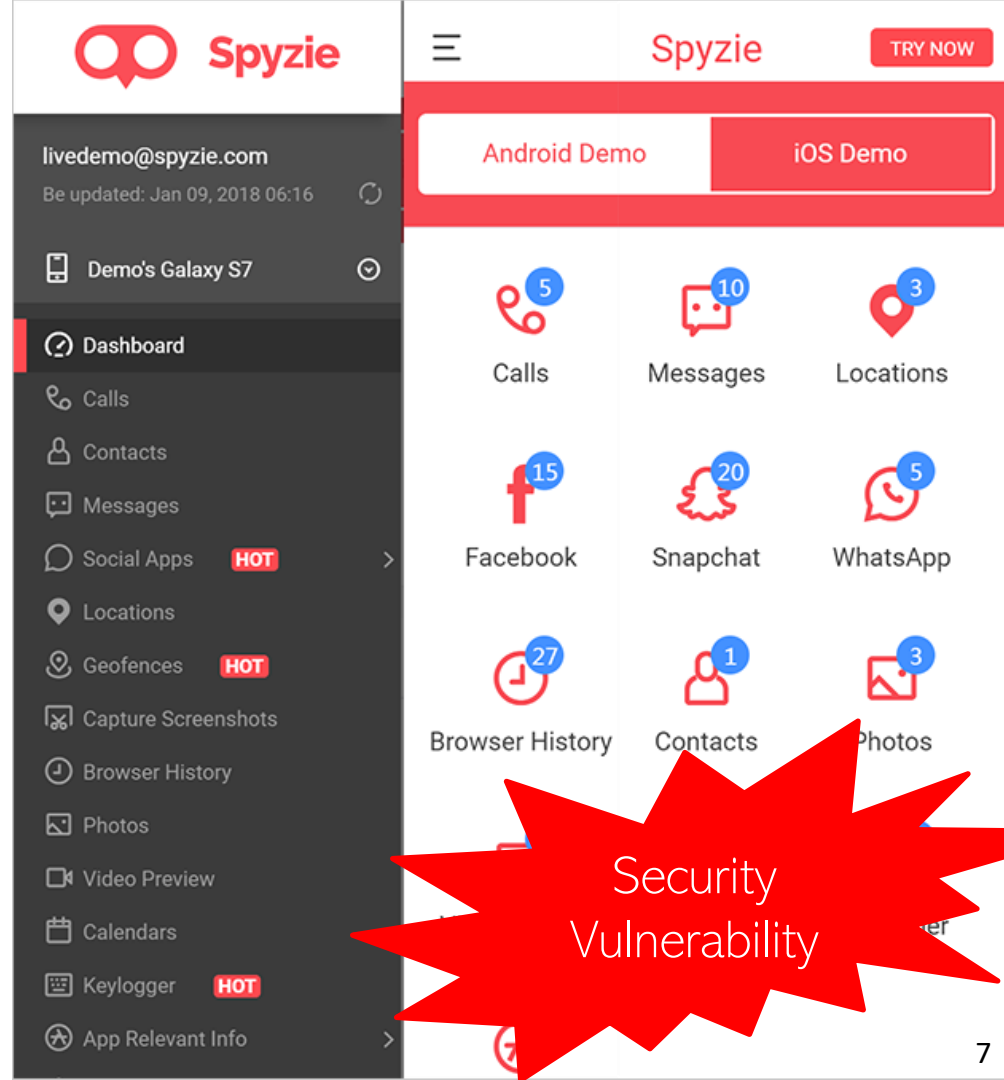 Spyzie
livedemo@spyzie.com
Be updated: Jan 09, 2018 06:16
Demo's Galaxy S7
Dashboard
Calls
Contacts
Messages
Social Apps HOT
Locations
Geofences HOT
Capture Screenshots
Browser History
Photos
Video Preview
Calendars
Keylogger HOT
App Relevant Info
Spyzie TRY NOW
Android Demo iOS Demo
5 10 3
Calls Messages Locations
15 20 5
Facebook Snapchat WhatsApp
27 1 3
Browser History Contacts Photos
Security
Vulnerability
7